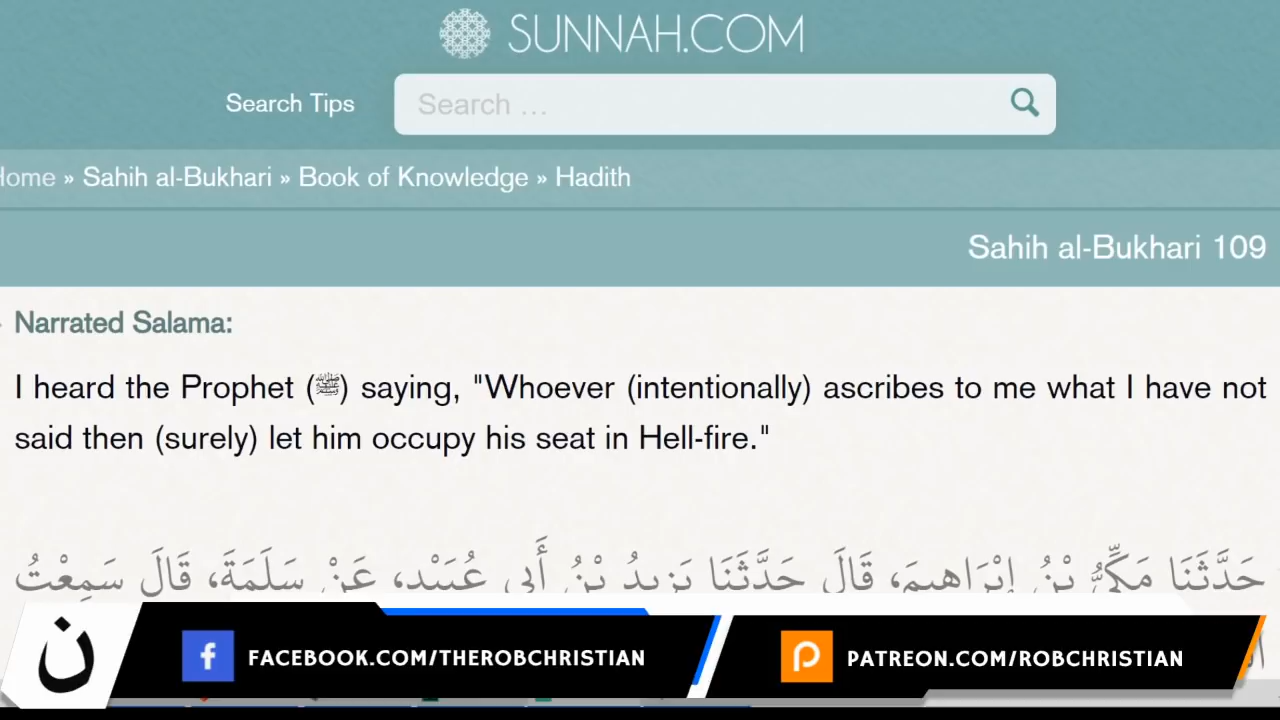 SUNNAH.COM
Search Tips
Search …
Home » Sahih al-Bukhari » Book of Knowledge » Hadith
Sahih al-Bukhari 109
Narrated Salama:
I heard the Prophet (ﷺ) saying, "Whoever (intentionally) ascribes to me what I have not
said then (surely) let him occupy his seat in Hell-fire."
حَدَّثَنَا مَكِّيُّ بْنُ إِبْرَاهِيمَ، قَالَ حَدَّثَنَا يَزِيدُ بْنُ أَبِي عُبَيْدٍ، عَنْ سَلَمَةَ، قَالَ سَمِعْتُ
ن
FACEBOOK.COM/THEROBCHRISTIAN
PATREON.COM/ROBCHRISTIAN